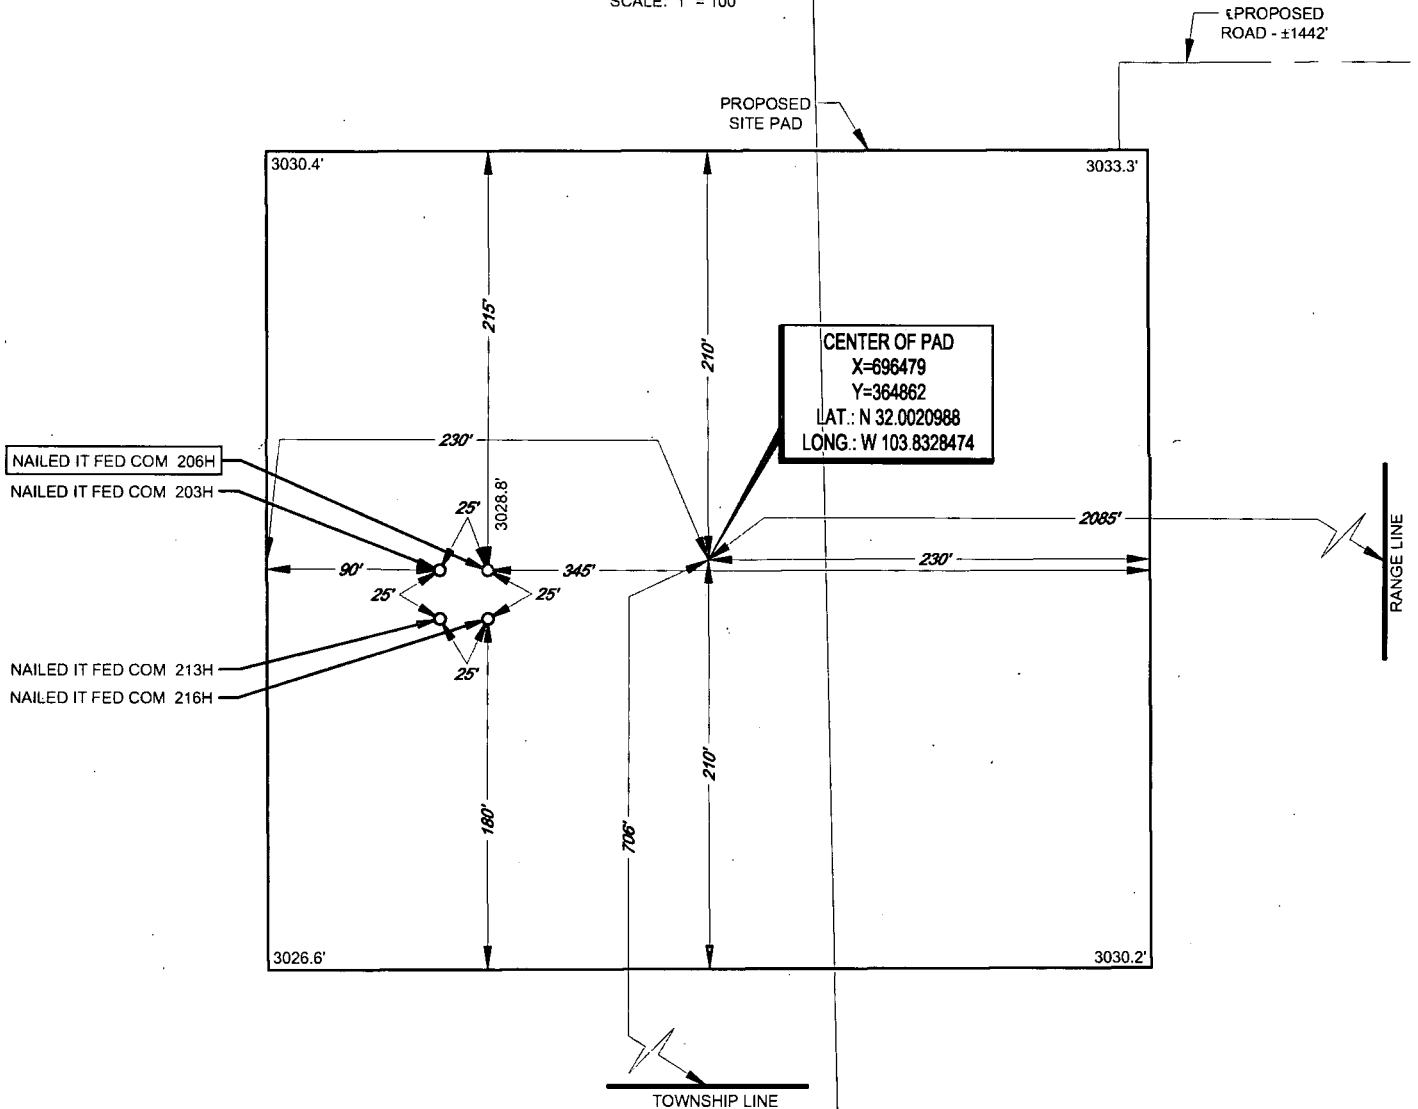 SCALE: 1" = 100'
℄PROPOSED
ROAD - ±1442'
PROPOSED
SITE PAD
3030.4'
3033.3'
215'
210'
CENTER OF PAD
X=696479
Y=364862
LAT.: N 32.0020988
LONG.: W 103.8328474
230'
NAILED IT FED COM 206H
NAILED IT FED COM 203H
25'
3028.8'
2085'
230'
90'
345'
25'
25'
RANGE LINE
NAILED IT FED COM 213H
25'
NAILED IT FED COM 216H
210'
180'
706'
3026.6'
3030.2'
TOWNSHIP LINE